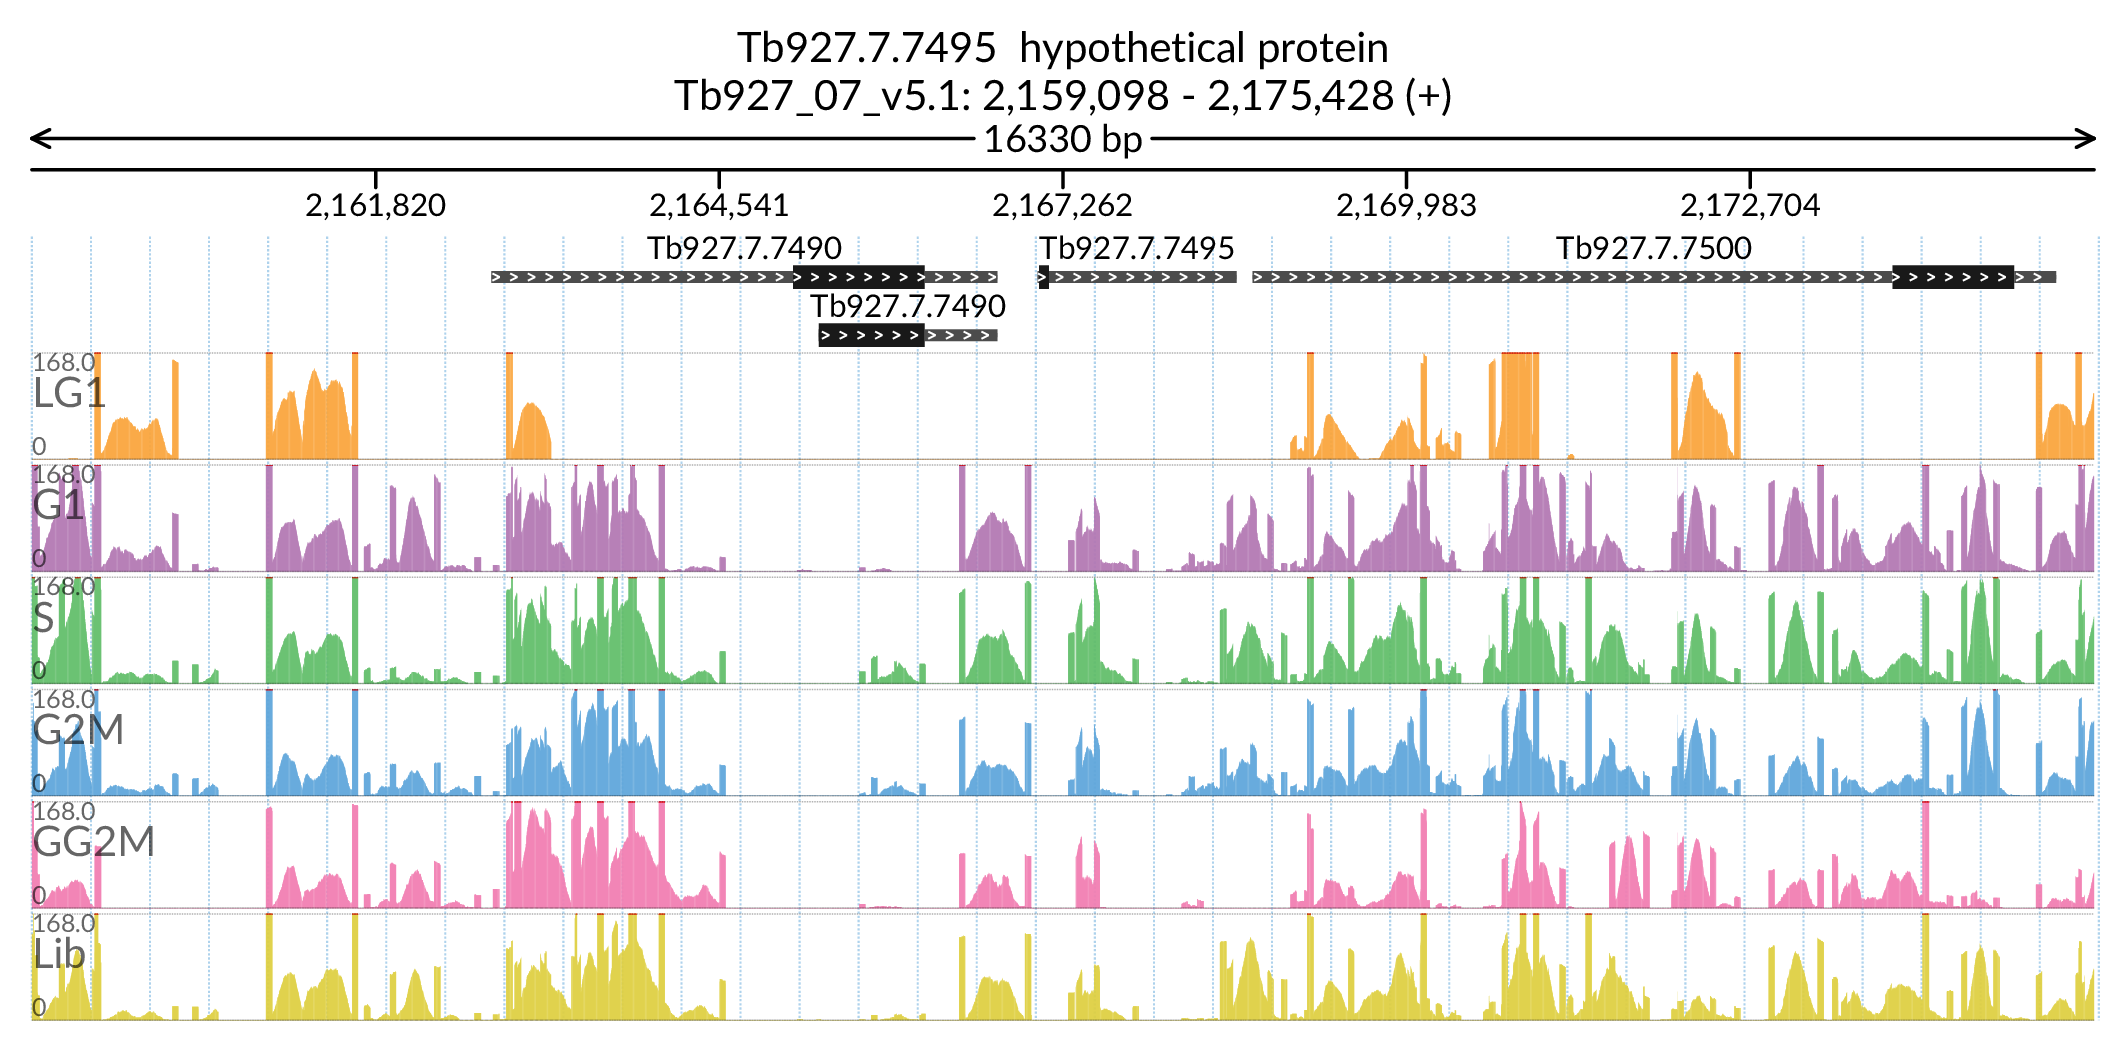 Tb927.7.7495  hypothetical protein
Tb927_07_v5.1: 2,159,098 - 2,175,428 (+)
16330 bp
2,161,820 2,164,541 2,167,262 2,169,983 2,172,704
Tb927.7.7490 Tb927.7.7495 Tb927.7.7500
Tb927.7.7490
168.0
LG1
0
168.0
G1
0
168.0
S
0
168.0
G2M
0
168.0
GG2M
0
168.0
Lib
0